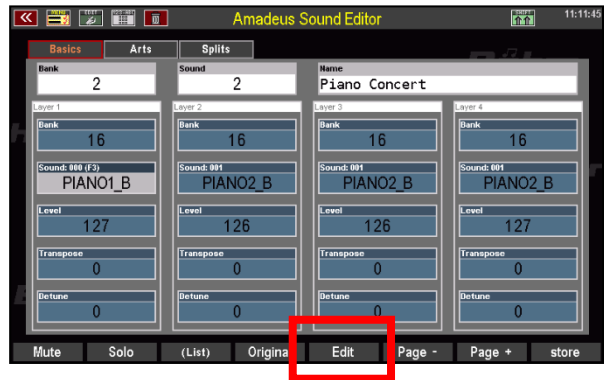 Amadeus Sound Editor
11:11:45
Basics Arts Splits
Bank Sound Name
2 2 Piano Concert
Layer 1 Layer 2 Layer 3 Layer 4
Bank Bank Bank Bank
16 16 16 16
Sound: 000 (F3) Sound: 001 Sound: 001 Sound: 001
PIANO1_B PIANO2_B PIANO2_B PIANO2_B
Level Level Level Level
127 126 126 127
Transpose Transpose Transpose Transpose
0 0 0 0
Detune Detune Detune Detune
0 0 0 0
Mute Solo (List) Origina Edit Page - Page + store